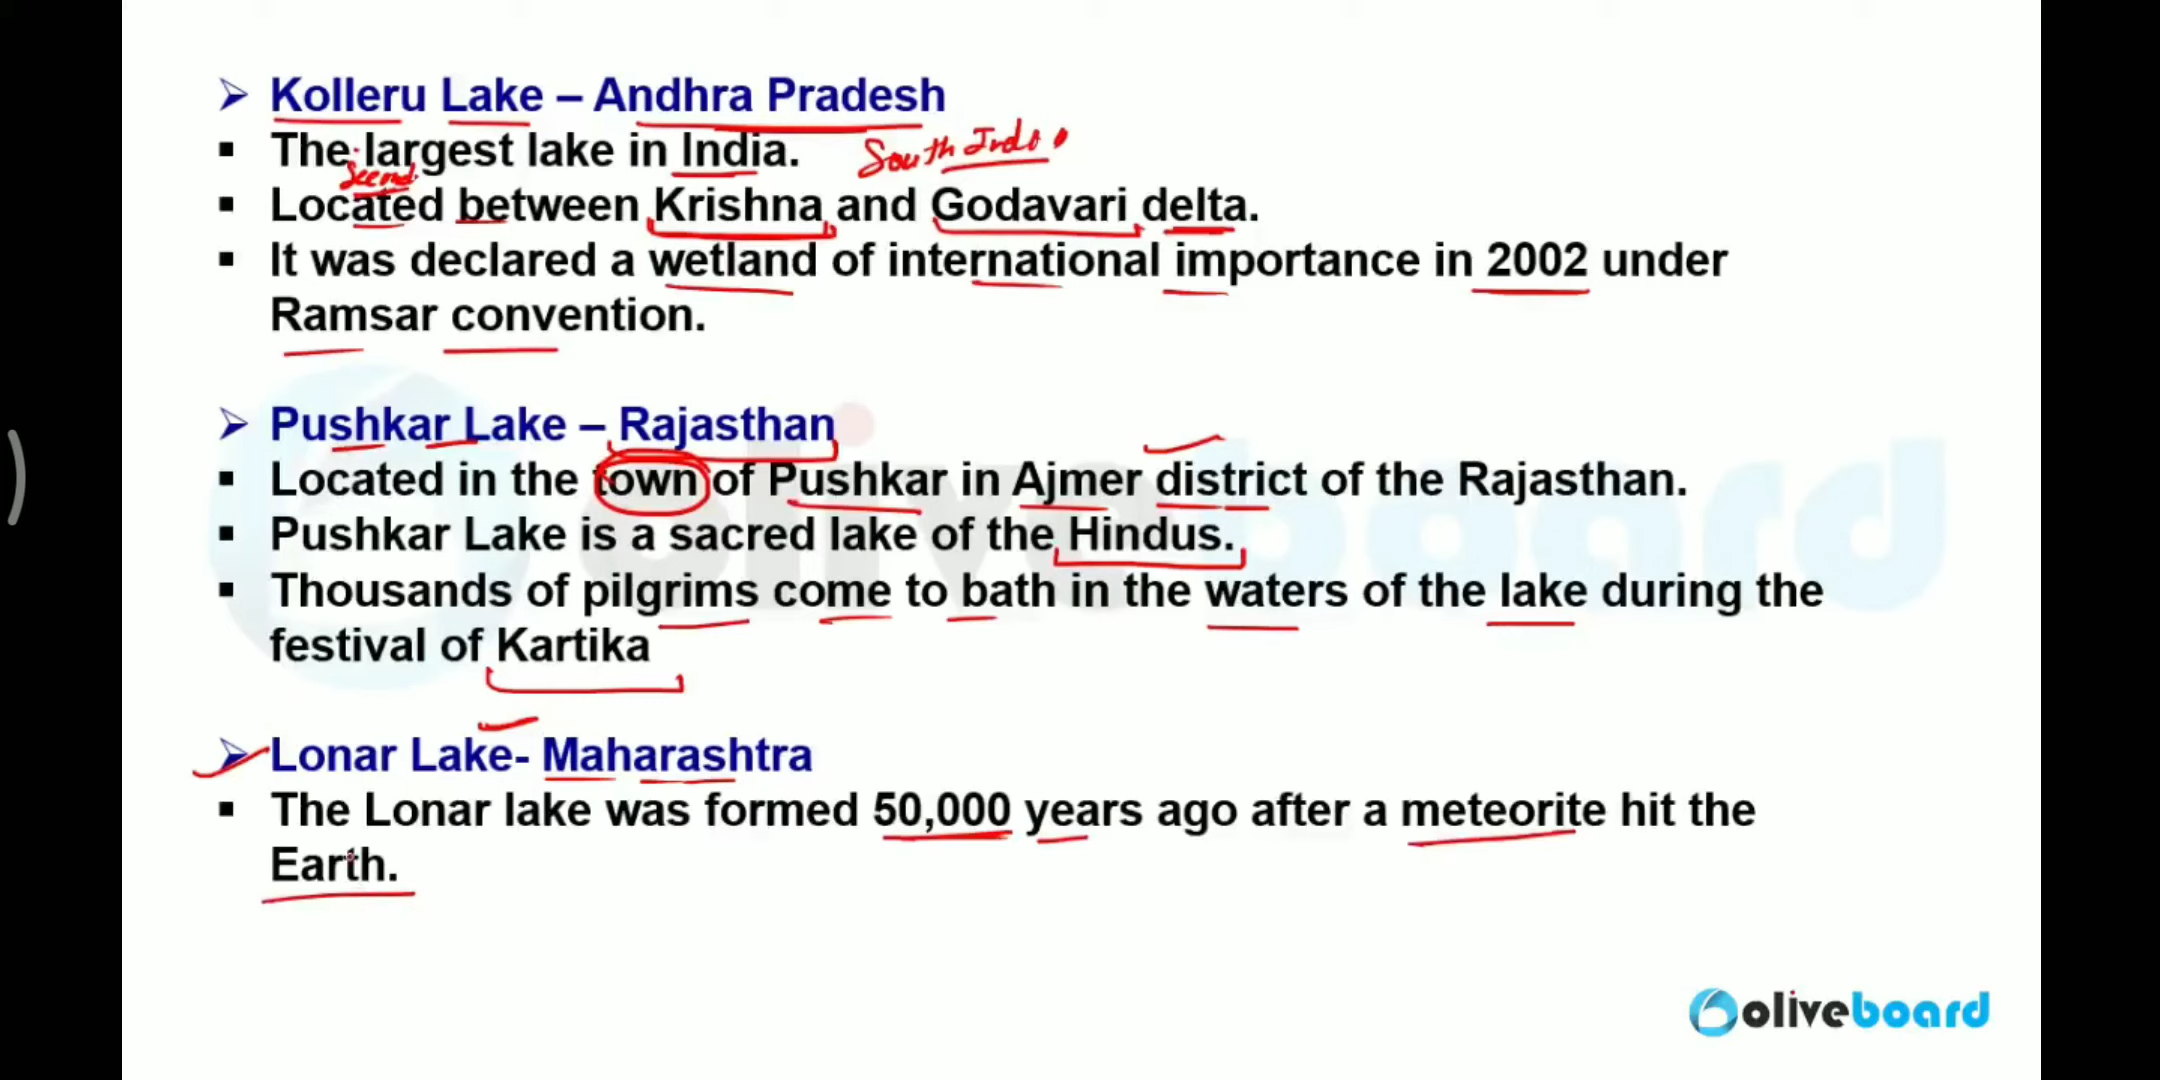 Kolleru Lake – Andhra Pradesh
The largest lake in India. South India
Second
Located between Krishna and Godavari delta.
It was declared a wetland of international importance in 2002 under
Ramsar convention.
Pushkar Lake – Rajasthan
Located in the town of Pushkar in Ajmer district of the Rajasthan.
Pushkar Lake is a sacred lake of the Hindus.
Thousands of pilgrims come to bath in the waters of the lake during the
festival of Kartika
Lonar Lake- Maharashtra
The Lonar lake was formed 50,000 years ago after a meteorite hit the
Earth.
oliveboard